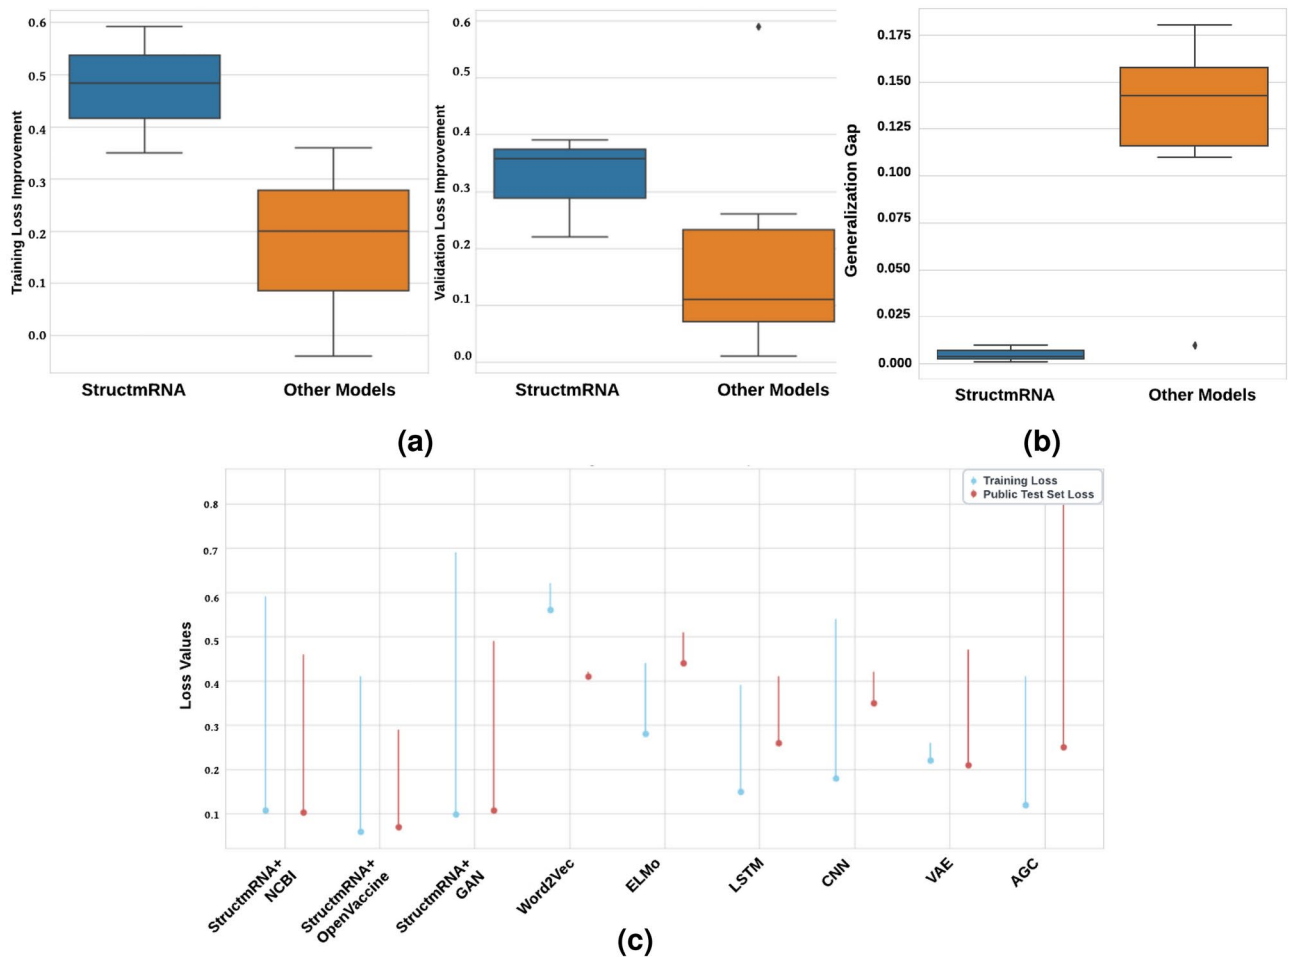 0.6
0.5
0.4
0.3
0.2
0.1
0.0
Training Loss Improvement
StructmRNA
Other Models
0.6
0.5
0.4
0.3
0.2
0.1
0.0
Validation Loss Improvement
StructmRNA
Other Models
(a)
0.175
0.150
0.125
0.100
0.075
0.050
0.025
0.000
Generalization Gap
StructmRNA
Other Models
(b)
Training Loss
Public Test Set Loss
0.8
0.7
0.6
0.5
0.4
0.3
0.2
0.1
Loss Values
StructmRNA+
NCBI
StructmRNA+
OpenVaccine
StructmRNA+
GAN
Word2Vec
ELMo
LSTM
CNN
VAE
AGC
(c)